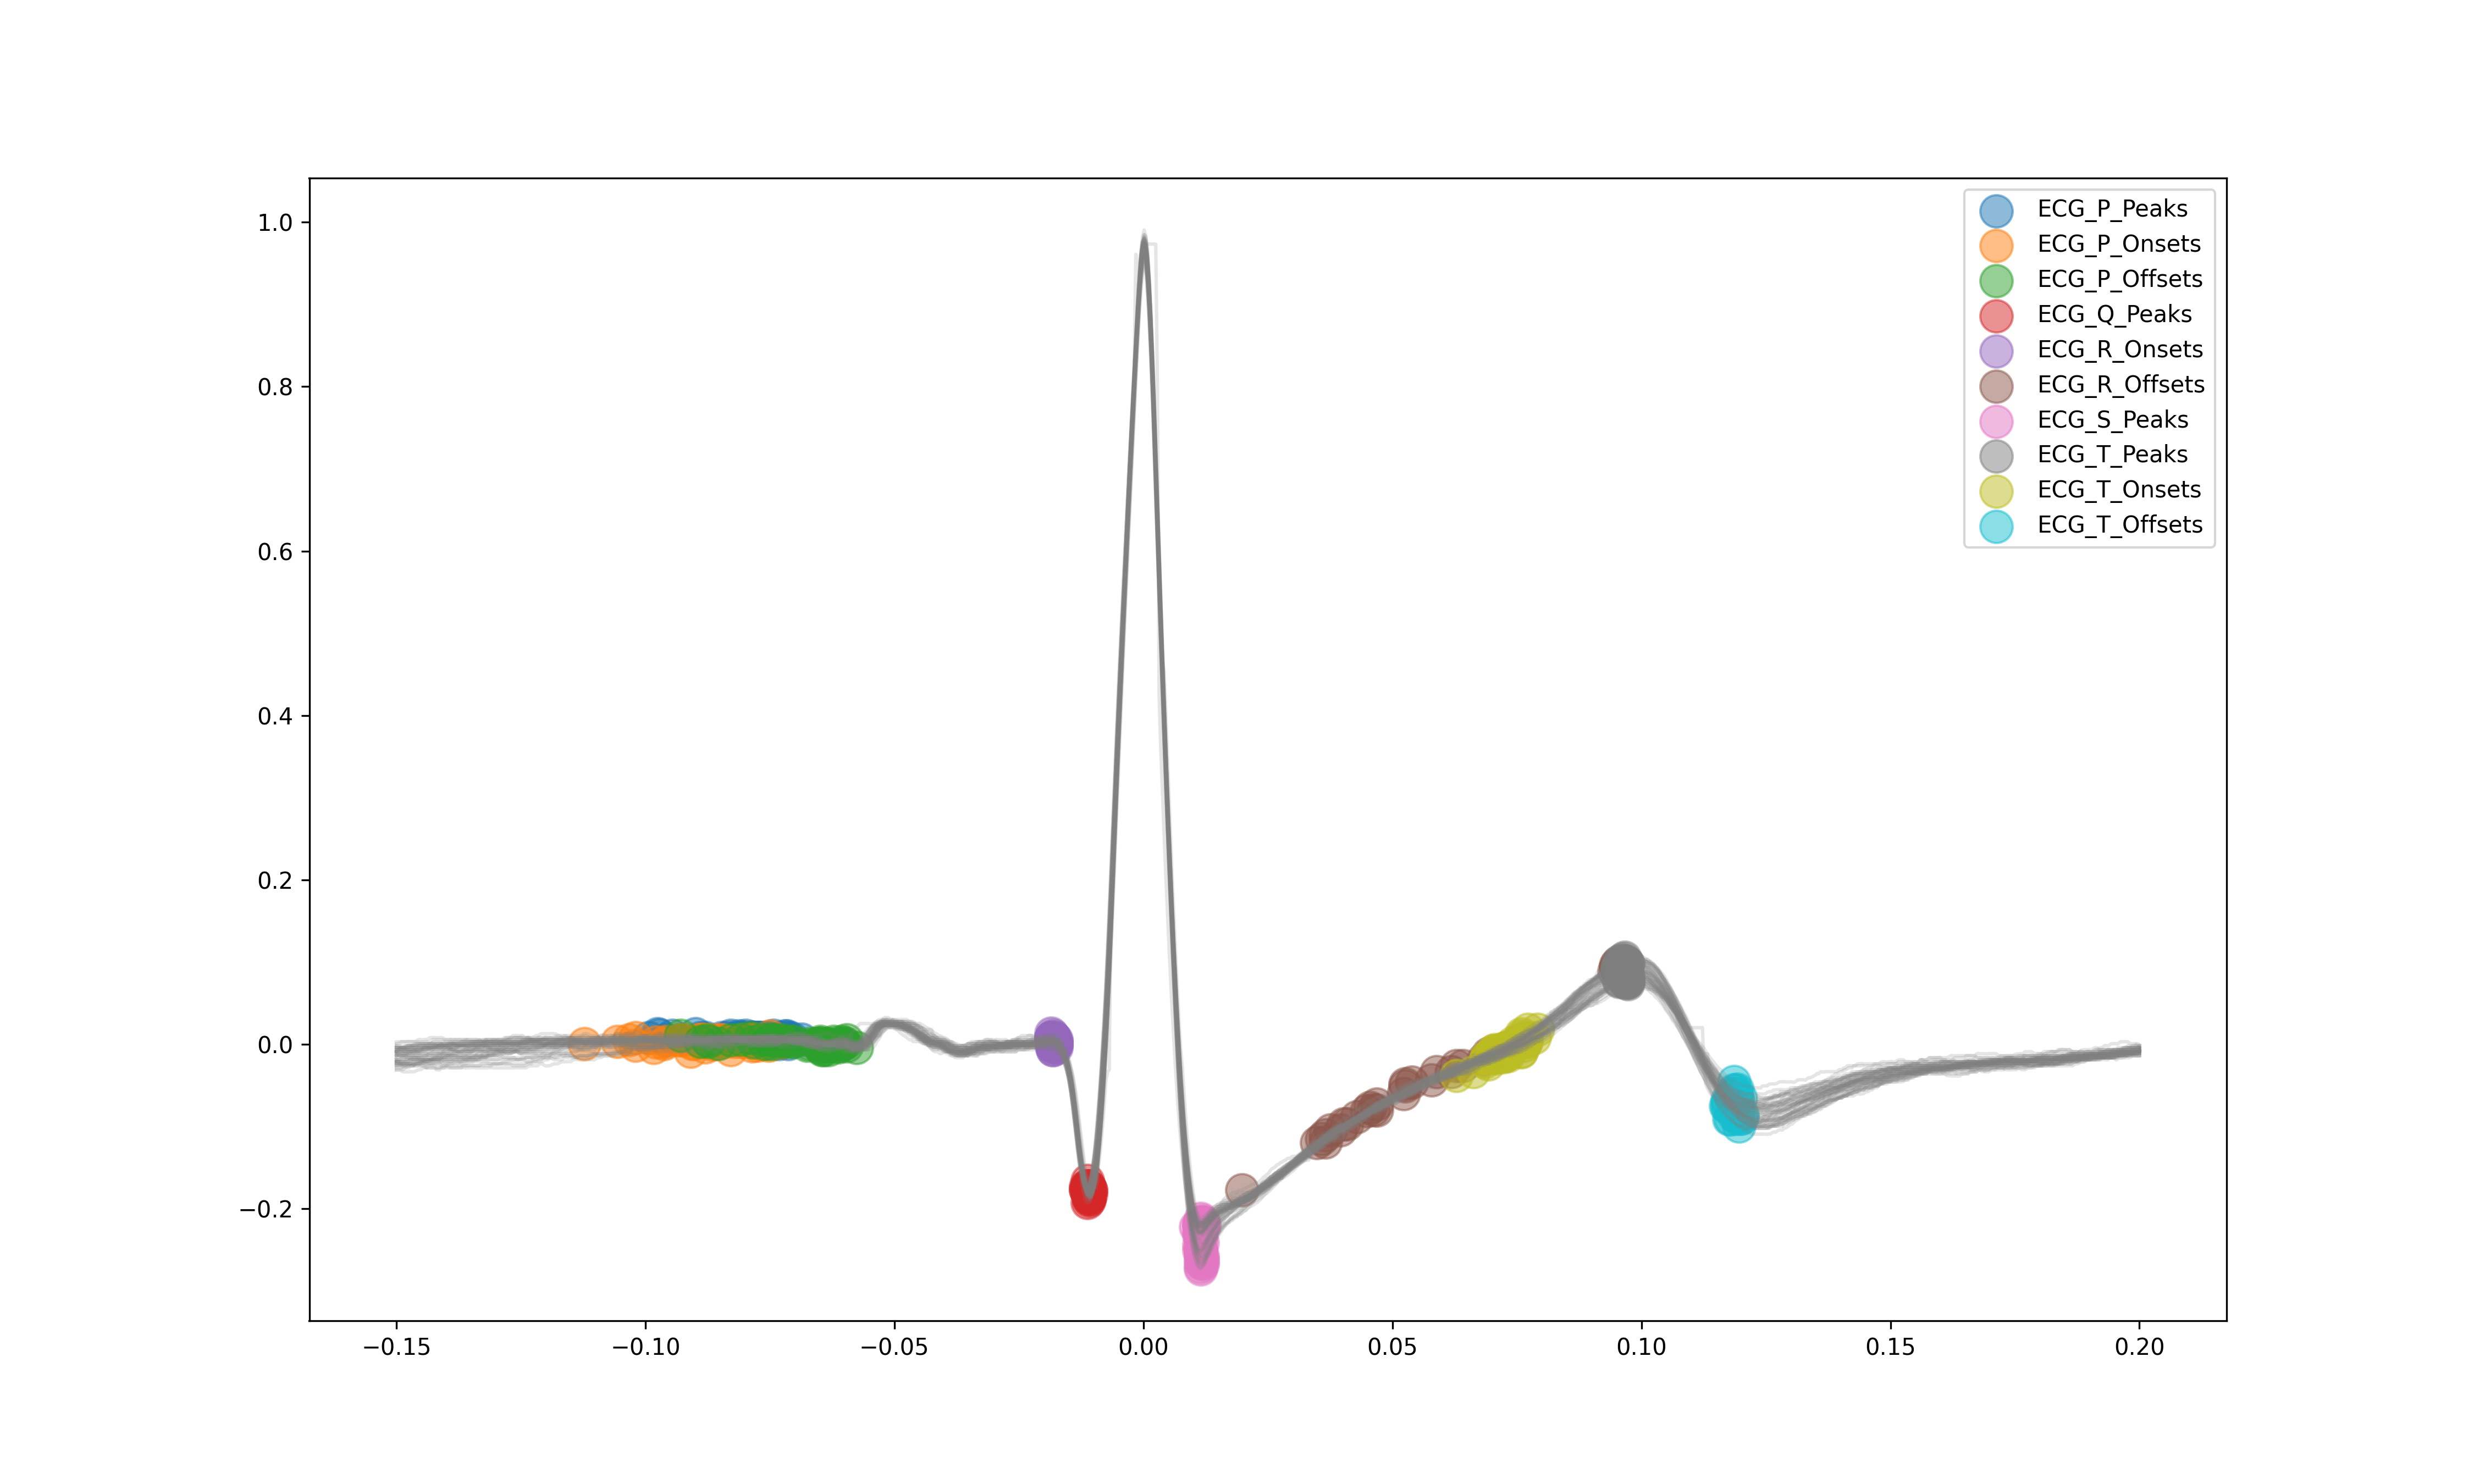 1.0
0.8
0.6
0.4
0.2
0.0
−0.2
−0.15
−0.10
−0.05
0.00
0.05
0.10
0.15
0.20
ECG_P_Peaks
ECG_P_Onsets
ECG_P_Offsets
ECG_Q_Peaks
ECG_R_Onsets
ECG_R_Offsets
ECG_S_Peaks
ECG_T_Peaks
ECG_T_Onsets
ECG_T_Offsets